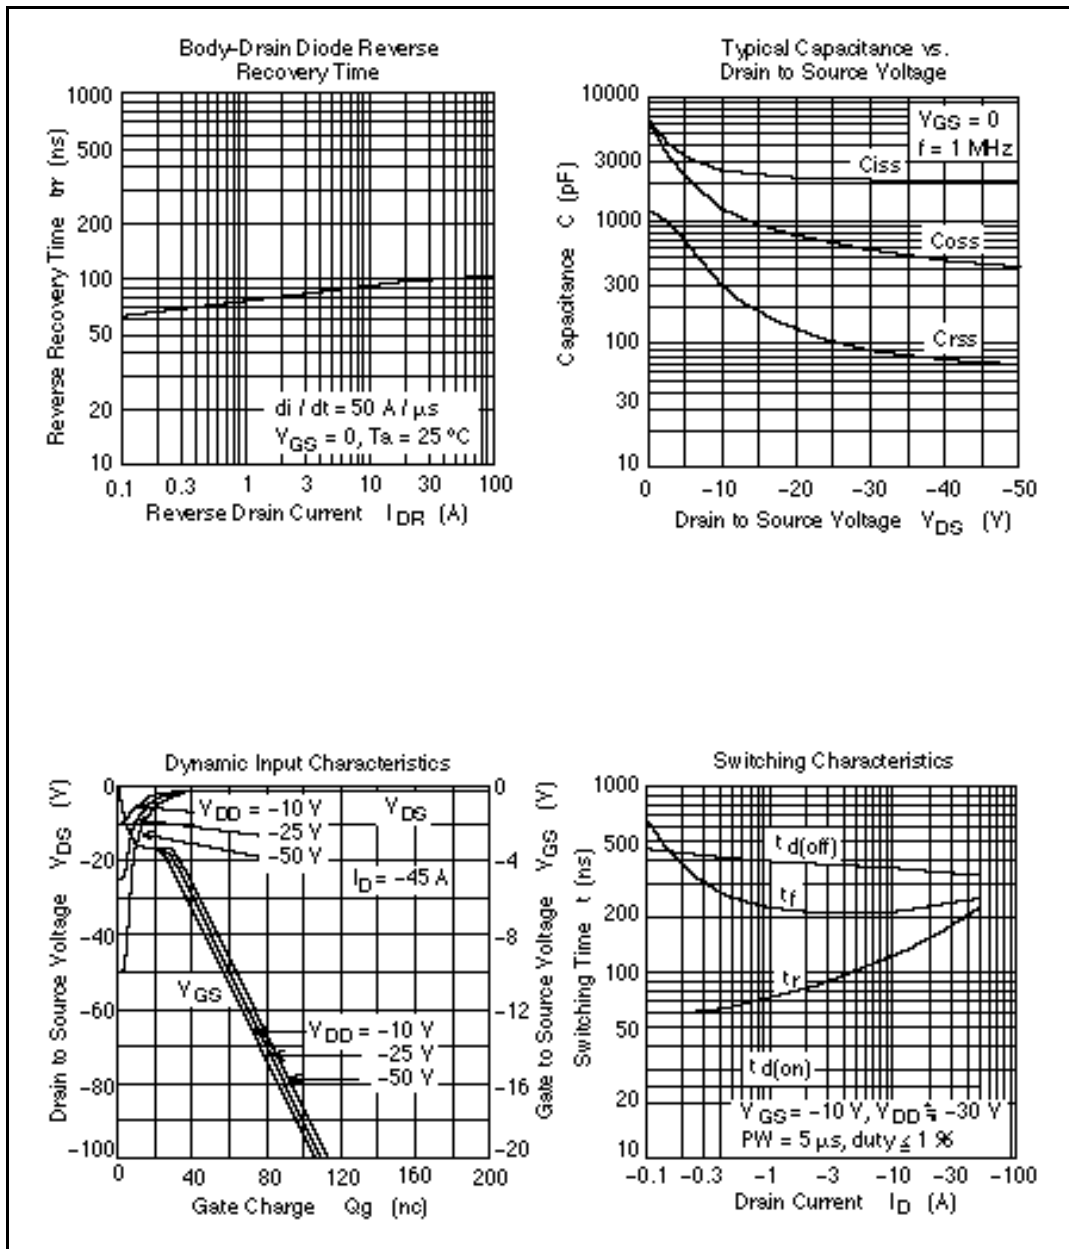 Body-Drain Diode Reverse
Recovery Time
1000
500
200
100
50
20
10
Reverse Recovery Time trr (ns)
di / dt = 50 A / µs
VGS = 0, Ta = 25 °C
0.1 0.3 1 3 10 30 100
Reverse Drain Current IDR (A)
Typical Capacitance vs.
Drain to Source Voltage
10000
3000
1000
300
100
30
10
Capacitance C (pF)
VGS = 0
f = 1 MHz
Ciss
Coss
Crss
0 -10 -20 -30 -40 -50
Drain to Source Voltage VDS (V)
Dynamic Input Characteristics
0
-20
-40
-60
-80
-100
Drain to Source Voltage VDS (V)
VDD = -10 V
-25 V
-50 V
VDS
ID = -45 A
VGS
VDD = -10 V
-25 V
-50 V
0
-4
-8
-12
-16
-20
Gate to Source Voltage VGS (V)
0 40 80 120 160 200
Gate Charge Qg (nc)
Switching Characteristics
1000
500
200
100
50
20
10
Switching Time t (ns)
t d(off)
tf
tr
t d(on)
VGS = -10 V, VDD ≒ -30 V
PW = 5 µs, duty ≦ 1 %
-0.1 -0.3 -1 -3 -10 -30 -100
Drain Current ID (A)